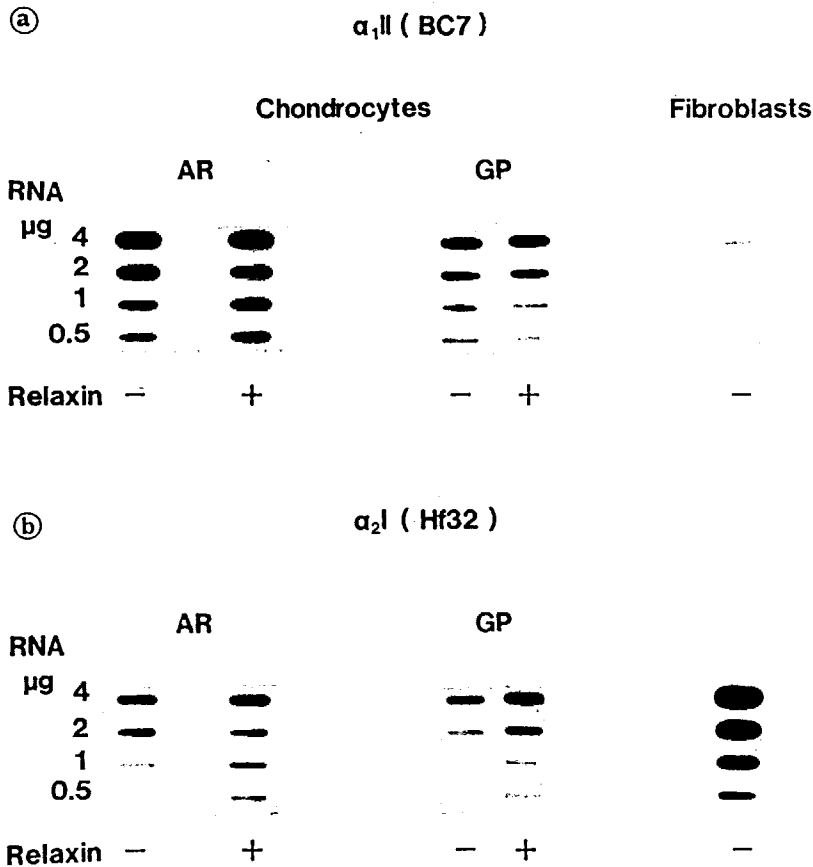 ⓐ α₁II ( BC7 )
Chondrocytes Fibroblasts
AR GP
RNA
μg 4
2
1
0.5
Relaxin − + − + −
ⓑ α₂I ( Hf32 )
AR GP
RNA
μg 4
2
1
0.5
Relaxin − + − + −